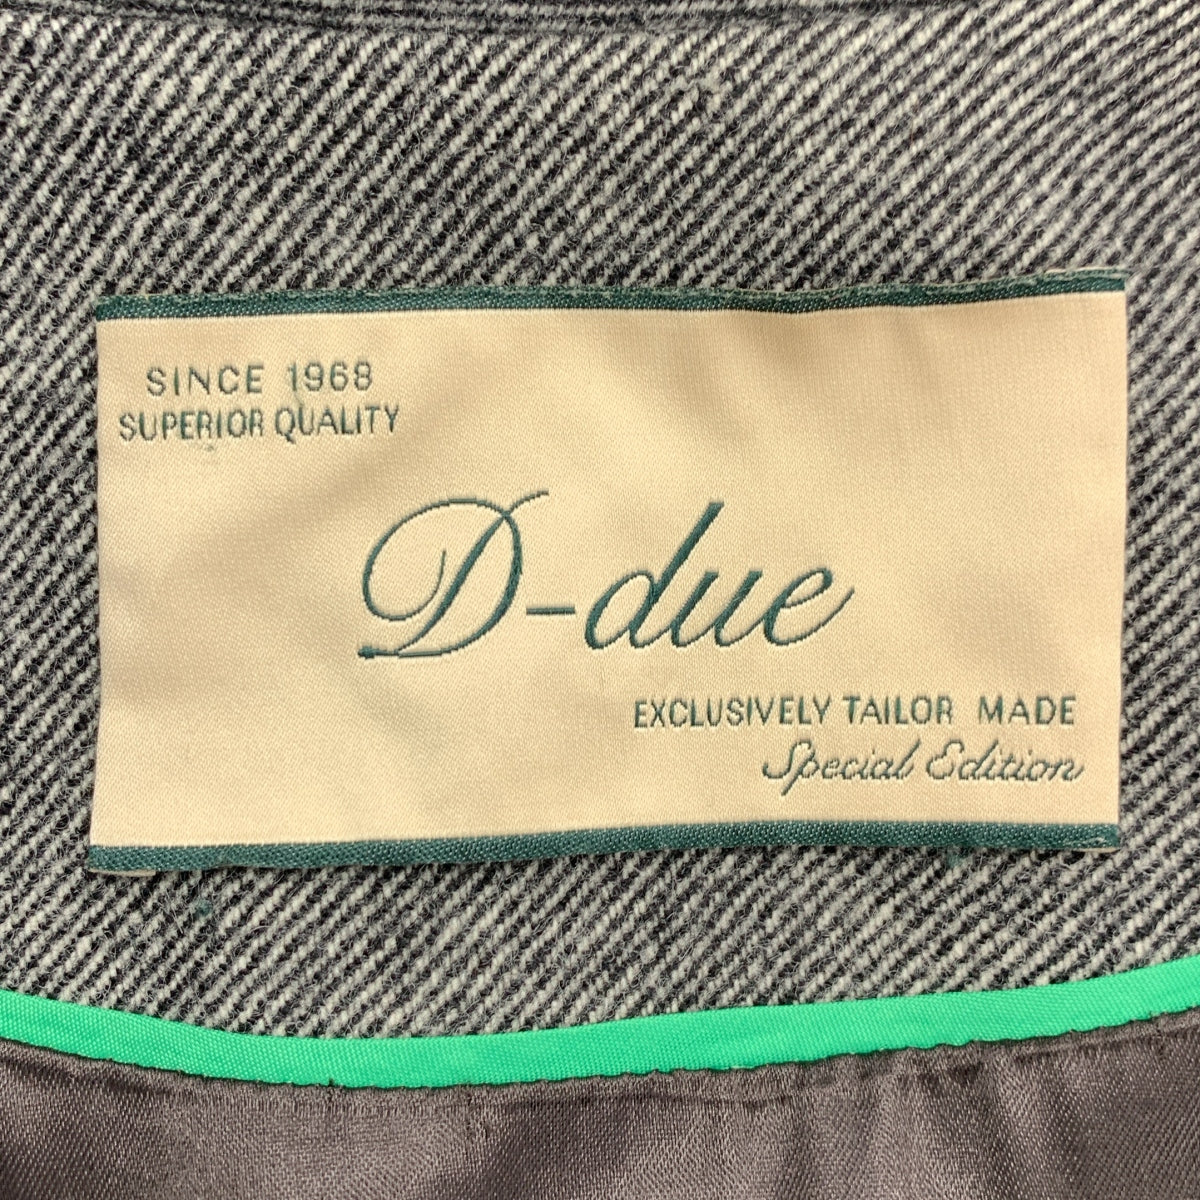 SINCE 1968
SUPERIOR QUALITY
D-due
EXCLUSIVELY TAILOR MADE
Special Edition